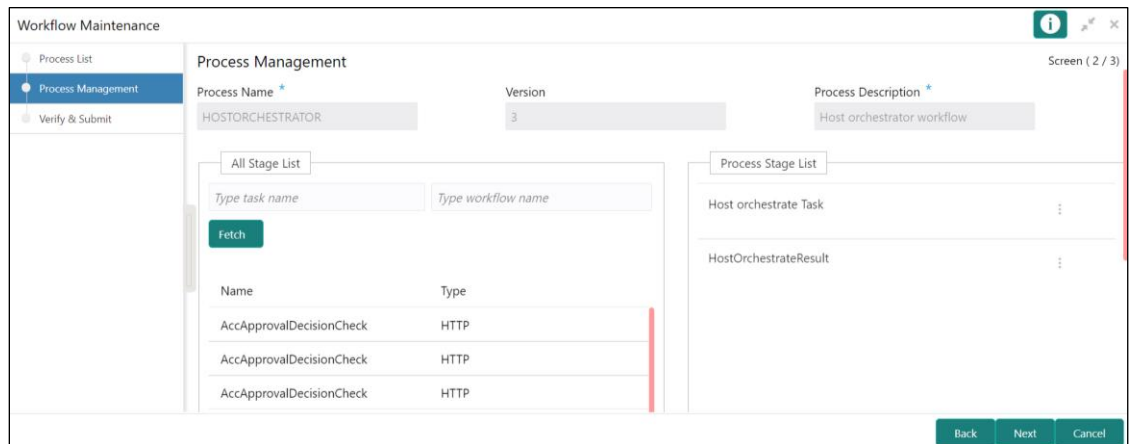 Workflow Maintenance
Process List
Process Management
Verify & Submit
Process Management
Screen ( 2 / 3)
Process Name *
Version
Process Description *
HOSTORCHESTRATOR
3
Host orchestrator workflow
All Stage List
Type task name
Type workflow name
Fetch
Name Type
AccApprovalDecisionCheck HTTP
AccApprovalDecisionCheck HTTP
AccApprovalDecisionCheck HTTP
Process Stage List
Host orchestrate Task
HostOrchestrateResult
Back
Next
Cancel